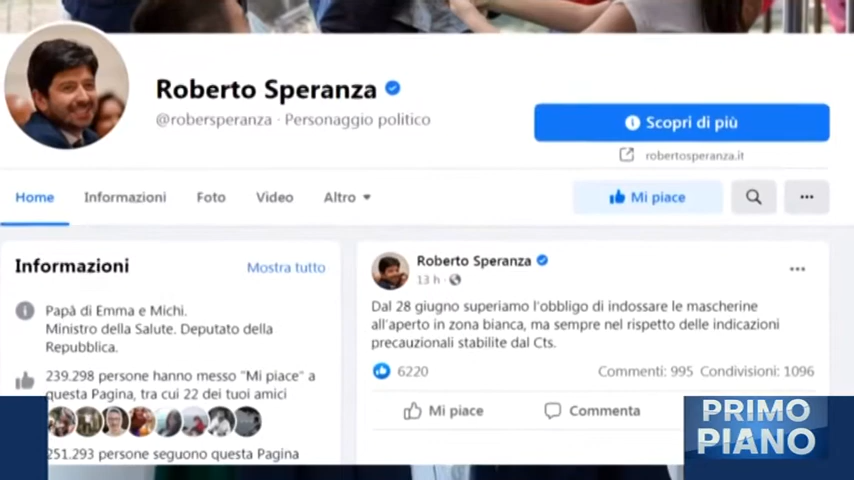 Roberto Speranza
@robersperanza · Personaggio politico
Scopri di più
robertosperanza.it
Home
Informazioni
Foto
Video
Altro
Mi piace
Informazioni
Mostra tutto
Papà di Emma e Michi.
Ministro della Salute. Deputato della
Repubblica.
239.298 persone hanno messo "Mi piace" a
questa Pagina, tra cui 22 dei tuoi amici
251.293 persone seguono questa Pagina
Roberto Speranza
13 h ·
Dal 28 giugno superiamo l'obbligo di indossare le mascherine
all'aperto in zona bianca, ma sempre nel rispetto delle indicazioni
precauzionali stabilite dal Cts.
6220
Commenti: 995 Condivisioni: 1096
Mi piace
Commenta
PRIMO
PIANO